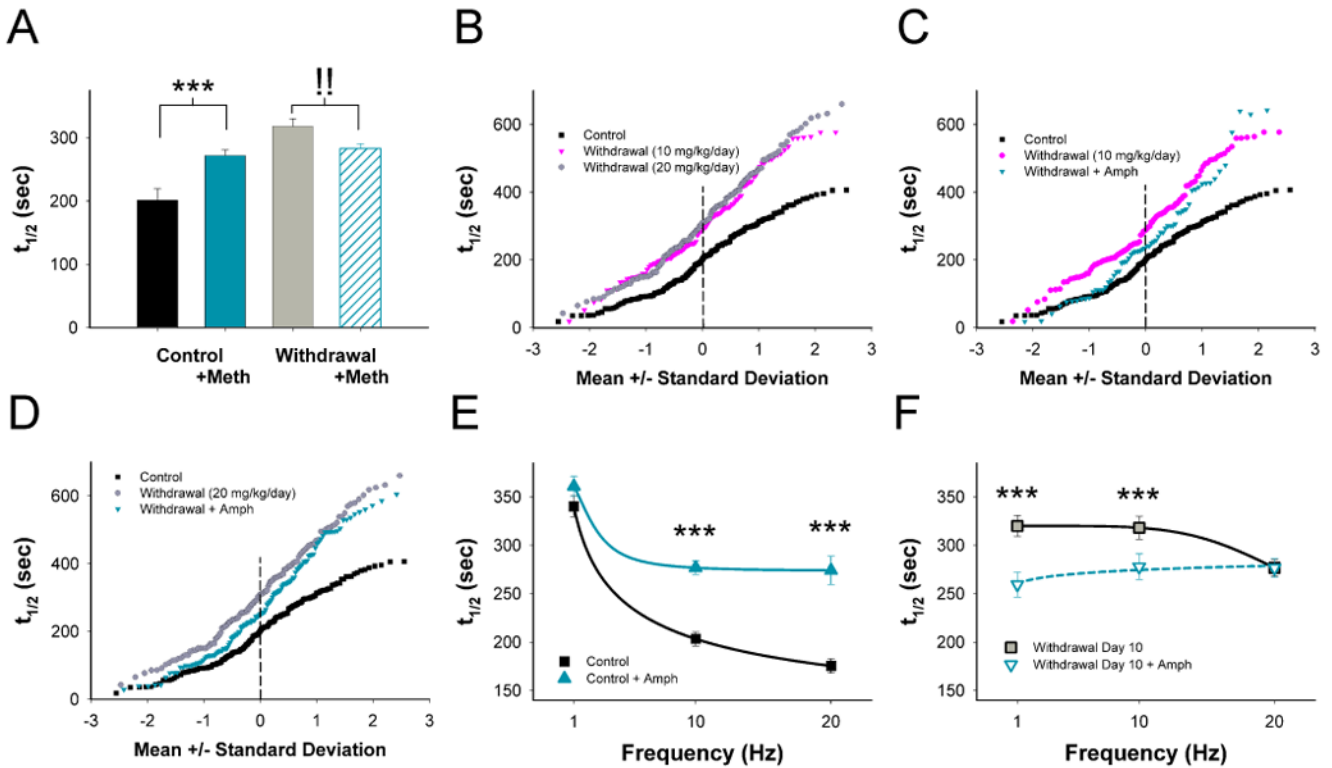 A
***
!!
t1/2 (sec)
300
200
100
0
Control
+Meth
Withdrawal
+Meth
B
Control
Withdrawal (10 mg/kg/day)
Withdrawal (20 mg/kg/day)
t1/2 (sec)
600
400
200
0
-3 -2 -1 0 1 2 3
Mean +/- Standard Deviation
C
Control
Withdrawal (10 mg/kg/day)
Withdrawal + Amph
t1/2 (sec)
600
400
200
0
-3 -2 -1 0 1 2 3
Mean +/- Standard Deviation
D
Control
Withdrawal (20 mg/kg/day)
Withdrawal + Amph
t1/2 (sec)
600
400
200
0
-3 -2 -1 0 1 2 3
Mean +/- Standard Deviation
E
*** ***
t1/2 (sec)
350
300
250
200
150
Control
Control + Amph
1 10 20
Frequency (Hz)
F
*** ***
t1/2 (sec)
350
300
250
200
150
Withdrawal Day 10
Withdrawal Day 10 + Amph
1 10 20
Frequency (Hz)